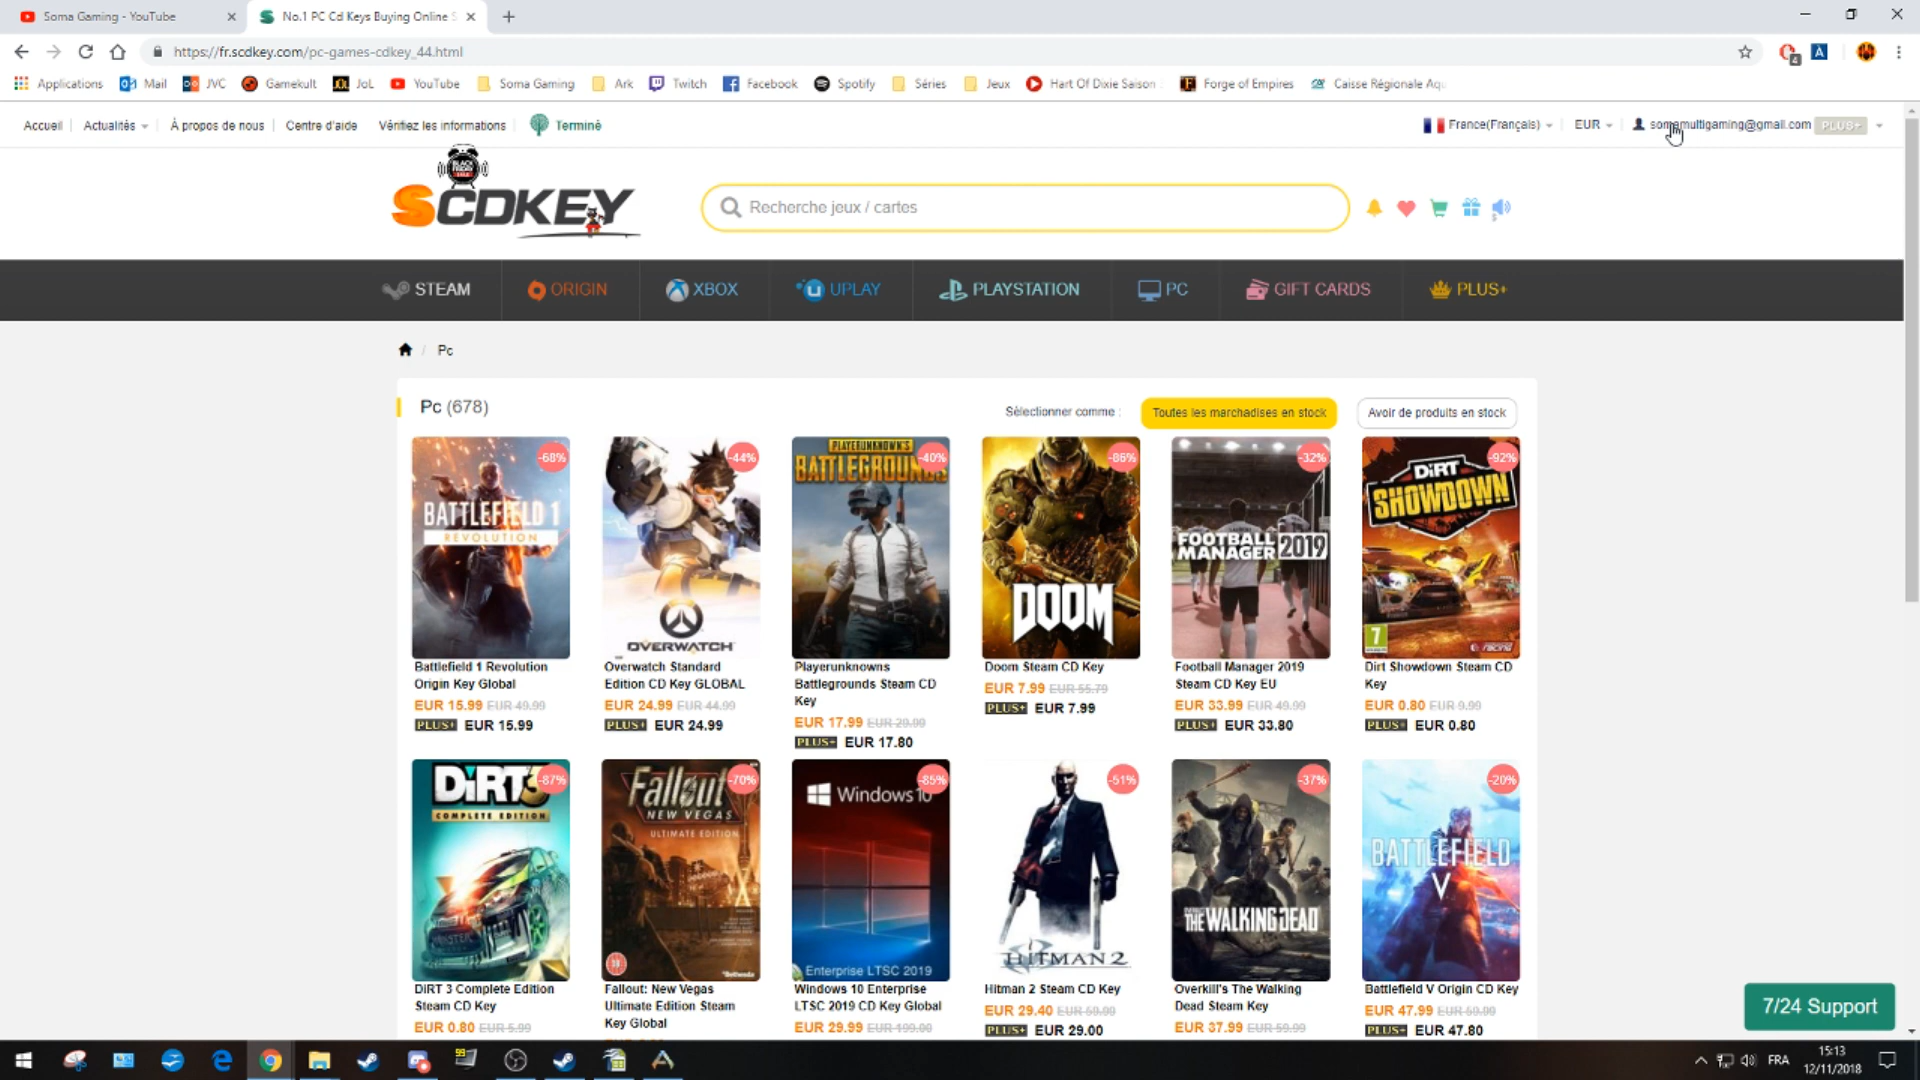 Soma Gaming - YouTube
No.1 PC Cd Keys Buying Online S
https://fr.scdkey.com/pc-games-cdkey_44.html
4
Applications Mail JVC Gamekult JoL YouTube Soma Gaming Ark Twitch Facebook Spotify Séries Jeux Hart Of Dixie Saison Forge of Empires Caisse Régionale Aqu
Accueil Actualités À propos de nous Centre d'aide Vérifiez les informations Terminé
France(Français) EUR somamultigaming@gmail.com PLUS+
BLACK
SCDKEY
Recherche jeux / cartes
STEAM ORIGIN XBOX UPLAY PLAYSTATION PC GIFT CARDS PLUS+
/ Pc
Pc (678)
Sélectionner comme :
Toutes les marchadises en stock
Avoir de produits en stock
-68%
BATTLEFIELD 1
REVOLUTION
Battlefield 1 Revolution
Origin Key Global
EUR 15.99 EUR 49.99
PLUS+ EUR 15.99
-44%
OVERWATCH
Overwatch Standard
Edition CD Key GLOBAL
EUR 24.99 EUR 44.99
PLUS+ EUR 24.99
-40%
PLAYERUNKNOWN'S
BATTLEGROUNDS
Playerunknowns
Battlegrounds Steam CD
Key
EUR 17.99 EUR 29.99
PLUS+ EUR 17.80
-86%
DOOM
Doom Steam CD Key
EUR 7.99 EUR 55.79
PLUS+ EUR 7.99
-32%
FOOTBALL
MANAGER 2019
Football Manager 2019
Steam CD Key EU
EUR 33.99 EUR 49.99
PLUS+ EUR 33.80
-92%
DiRT
SHOWDOWN
7
racing
Dirt Showdown Steam CD
Key
EUR 0.80 EUR 9.99
PLUS+ EUR 0.80
-87%
DiRT3
COMPLETE EDITION
DiRT 3 Complete Edition
Steam CD Key
EUR 0.80 EUR 5.99
-70%
Fallout
NEW VEGAS
ULTIMATE EDITION
18
Bethesda
Fallout: New Vegas
Ultimate Edition Steam
Key Global
-85%
Windows 10
Enterprise LTSC 2019
Windows 10 Enterprise
LTSC 2019 CD Key Global
EUR 29.99 EUR 199.00
-51%
HITMAN 2
Hitman 2 Steam CD Key
EUR 29.40 EUR 59.99
PLUS+ EUR 29.00
-37%
THE WALKING DEAD
Overkill's The Walking
Dead Steam Key
EUR 37.99 EUR 59.99
-20%
BATTLEFIELD
V
Battlefield V Origin CD Key
EUR 47.99 EUR 59.99
PLUS+ EUR 47.80
7/24 Support
99
FRA
15:13
12/11/2018